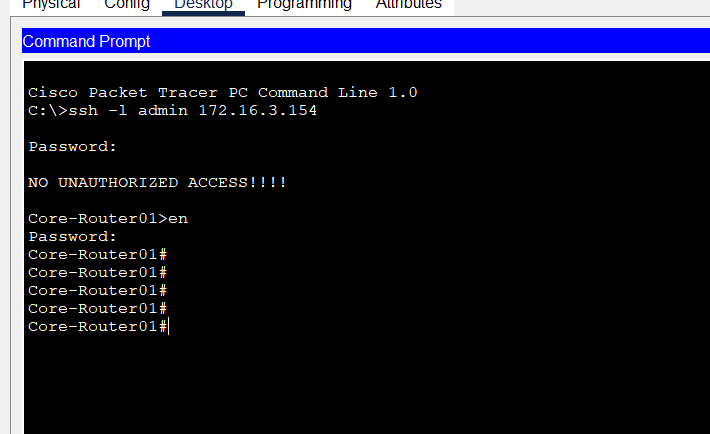 Physical Config Desktop Programming Attributes
Command Prompt
Cisco Packet Tracer PC Command Line 1.0
C:\>ssh -l admin 172.16.3.154
Password:
NO UNAUTHORIZED ACCESS!!!!
Core-Router01>en
Password:
Core-Router01#
Core-Router01#
Core-Router01#
Core-Router01#
Core-Router01#